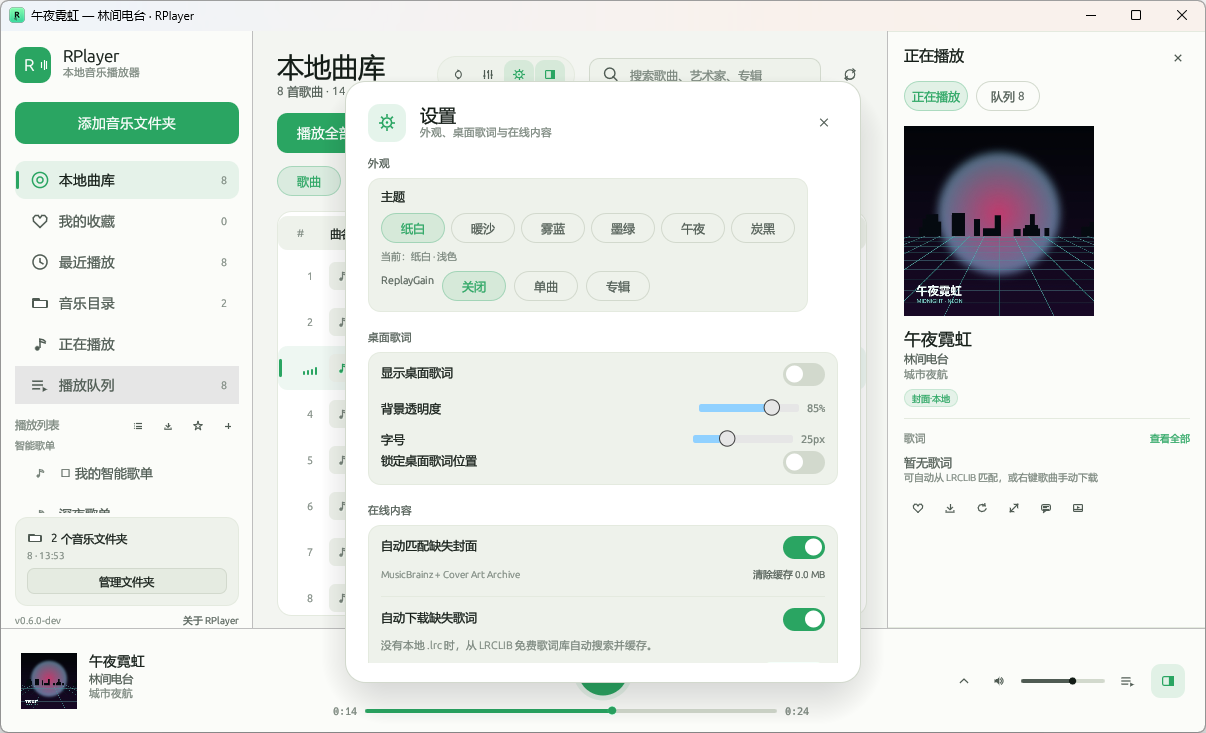 午夜霓虹 — 林间电台 · RPlayer
RPlayer
本地音乐播放器
添加音乐文件夹
本地曲库 8
我的收藏 0
最近播放 8
音乐目录 2
正在播放
播放队列 8
播放列表
智能歌单
我的智能歌单
2 个音乐文件夹
8 · 13:53
管理文件夹
v0.6.0-dev 关于 RPlayer
本地曲库
8 首歌曲 · 14
搜索歌曲、艺术家、专辑
播放全部
歌曲
#
1
2
4
5
6
7
8
设置
外观、桌面歌词与在线内容
外观
主题
纸白 暖沙 雾蓝 墨绿 午夜 炭黑
当前：纸白 · 浅色
ReplayGain 关闭 单曲 专辑
桌面歌词
显示桌面歌词
背景透明度 85%
字号 25px
锁定桌面歌词位置
在线内容
自动匹配缺失封面
MusicBrainz + Cover Art Archive 清除缓存 0.0 MB
自动下载缺失歌词
没有本地 .lrc 时，从 LRCLIB 免费歌词库自动搜索并缓存。
正在播放
正在播放 队列 8
午夜霓虹
MIDNIGHT · NEON
午夜霓虹
林间电台
城市夜航
封面·本地
歌词 查看全部
暂无歌词
可自动从 LRCLIB 匹配，或右键歌曲手动下载
午夜霓虹
林间电台
城市夜航
0:14 0:24